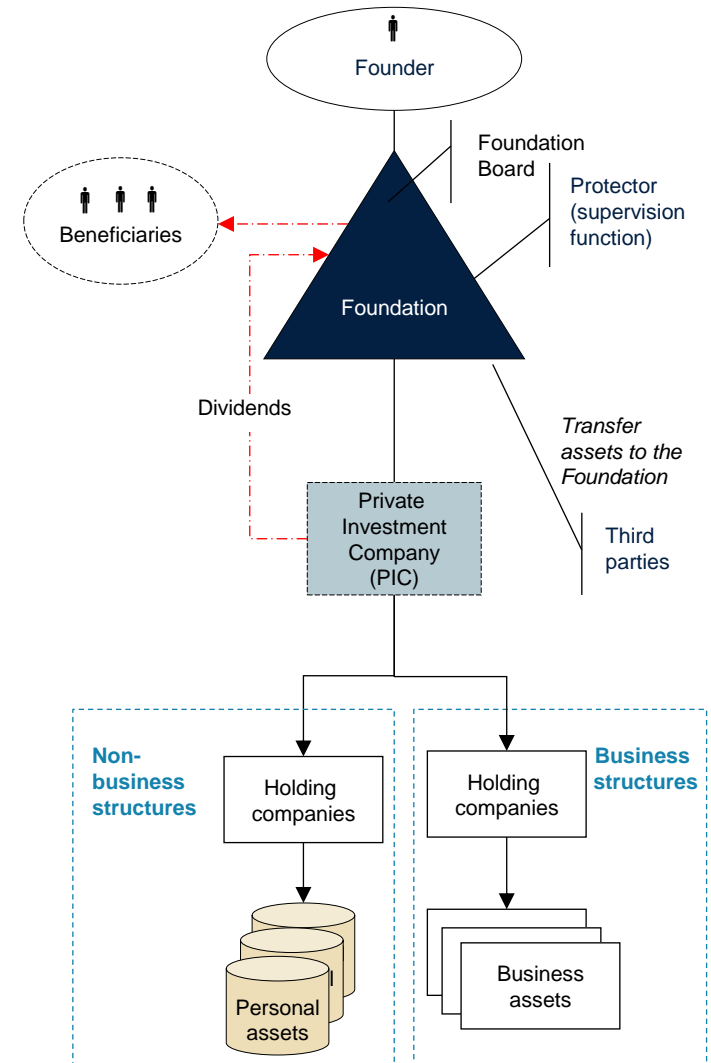 Founder
Foundation
Board
Protector
(supervision
function)
Beneficiaries
Foundation
Dividends
Transfer
assets to the
Foundation
Private
Investment
Company
(PIC)
Third
parties
Non-
business
structures
Holding
companies
Business
structures
Holding
companies
Personal
assets
Business
assets